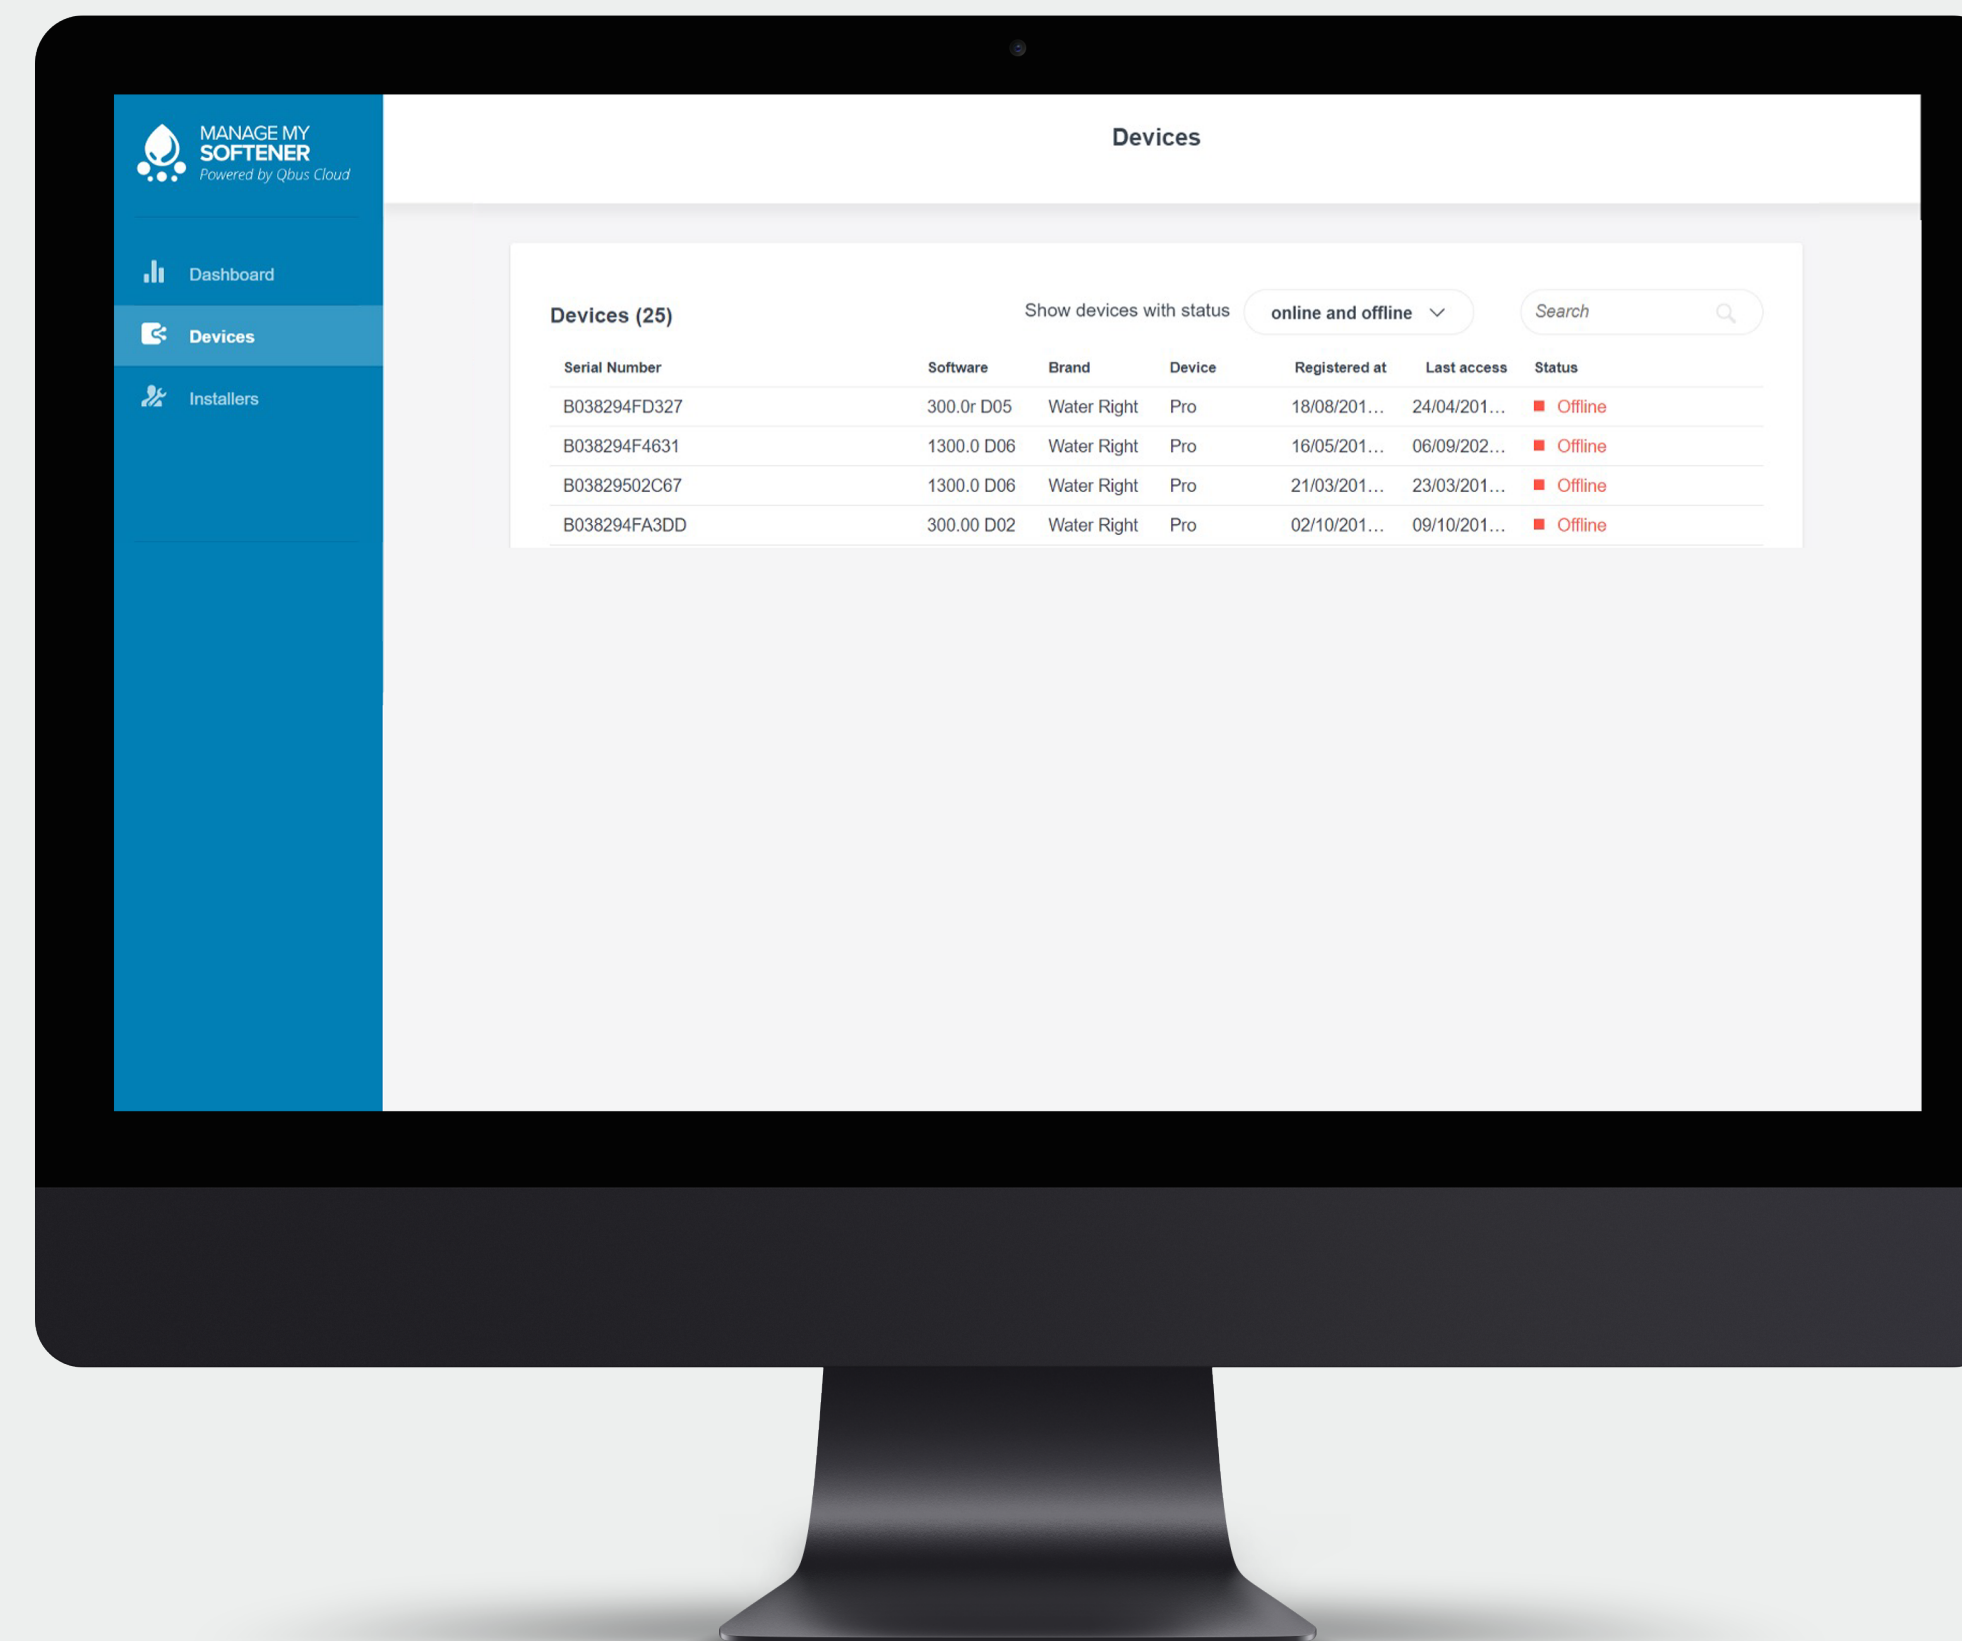 MANAGE MY
SOFTENER
Powered by Qbus Cloud
Dashboard
Devices
Installers
Devices
Devices (25)
Show devices with status online and offline Search
Serial Number Software Brand Device Registered at Last access Status
B038294FD327 300.0r D05 Water Right Pro 18/08/201... 24/04/201... Offline
B038294F4631 1300.0 D06 Water Right Pro 16/05/201... 06/09/202... Offline
B03829502C67 1300.0 D06 Water Right Pro 21/03/201... 23/03/201... Offline
B038294FA3DD 300.00 D02 Water Right Pro 02/10/201... 09/10/201... Offline